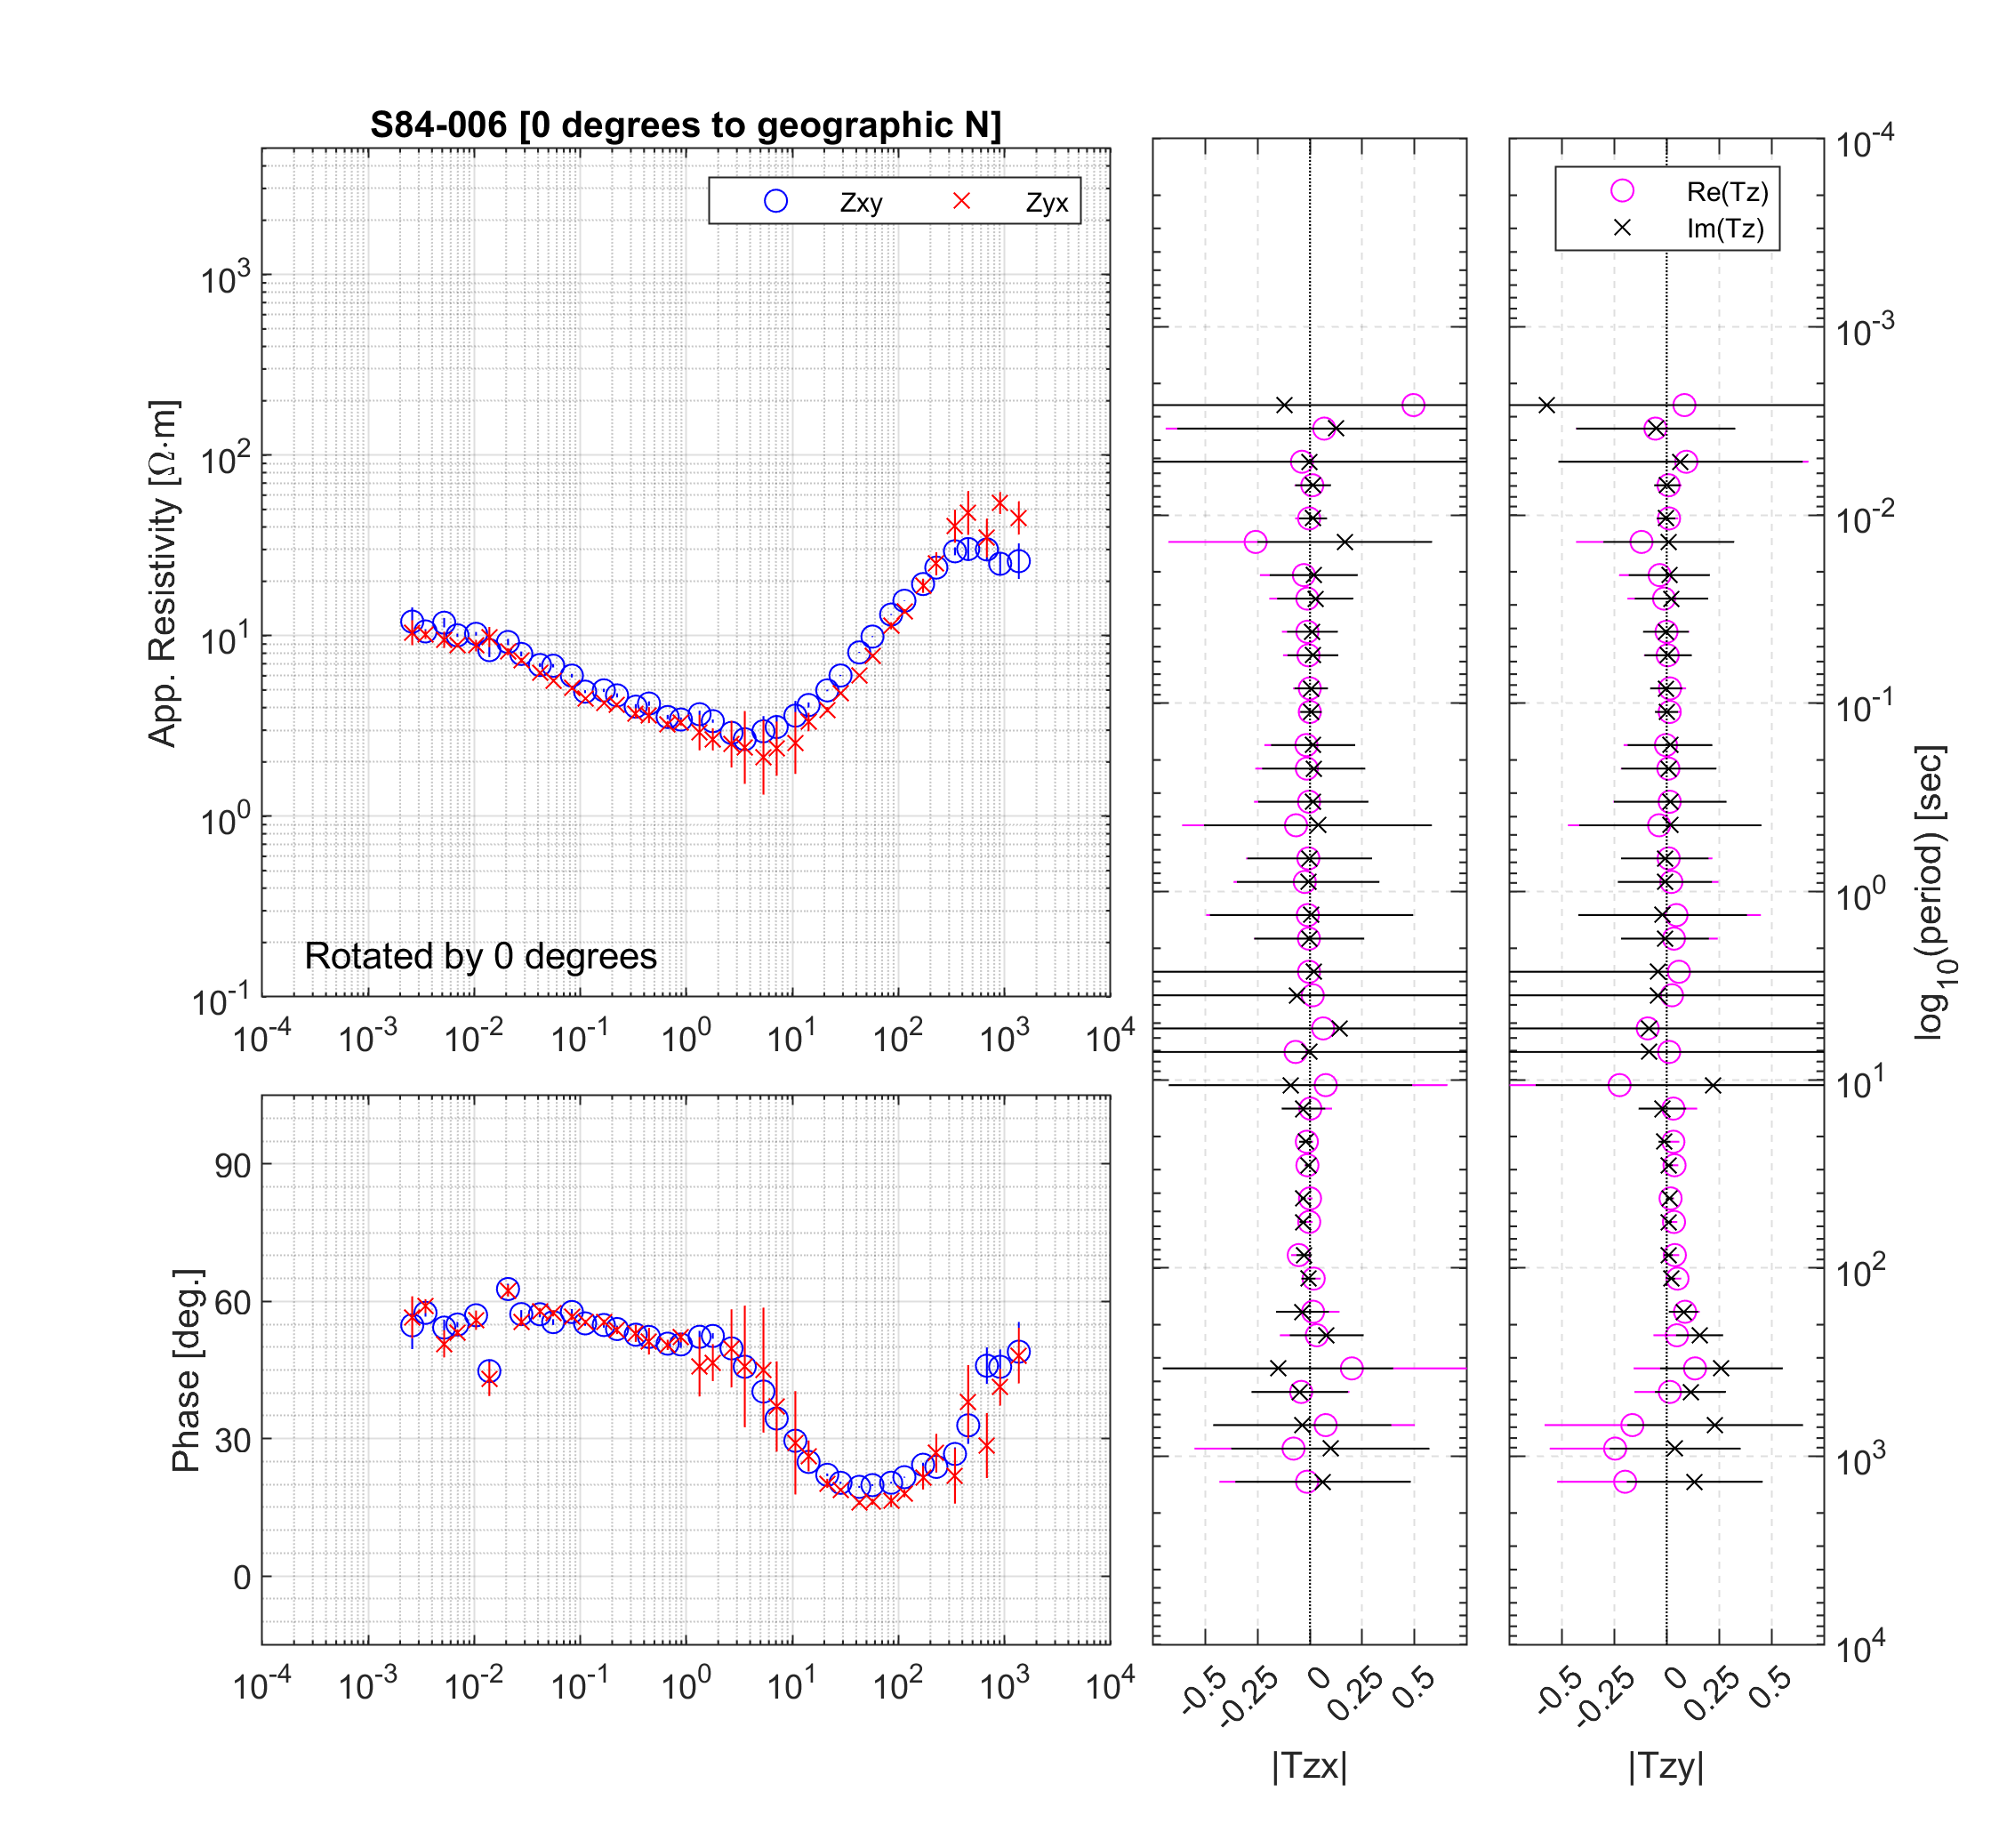 S84-006 [0 degrees to geographic N]
Zxy Zyx
App. Resistivity [Ω·m]
10^3
10^2
10^1
10^0
10^-1
Rotated by 0 degrees
10^-4 10^-3 10^-2 10^-1 10^0 10^1 10^2 10^3 10^4
Phase [deg.]
90
60
30
0
10^-4 10^-3 10^-2 10^-1 10^0 10^1 10^2 10^3 10^4
-0.5 -0.25 0 0.25 0.5
|Tzx|
Re(Tz)
Im(Tz)
10^-4
10^-3
10^-2
10^-1
10^0
10^1
10^2
10^3
10^4
log_10(period) [sec]
-0.5 -0.25 0 0.25 0.5
|Tzy|